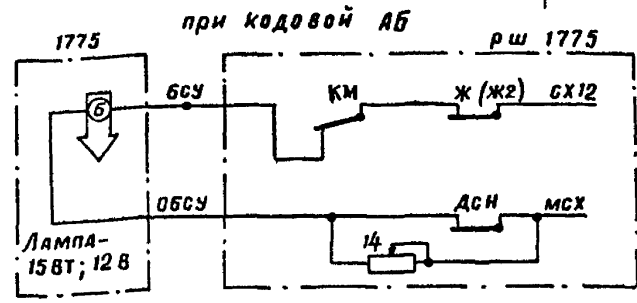 при кодовой АБ
1775
РШ 1775
Б
БСУ
КМ
Ж (Ж2)
СХ12
ОБСУ
ДСН
МСХ
14
Лампа-
15Вт; 12В